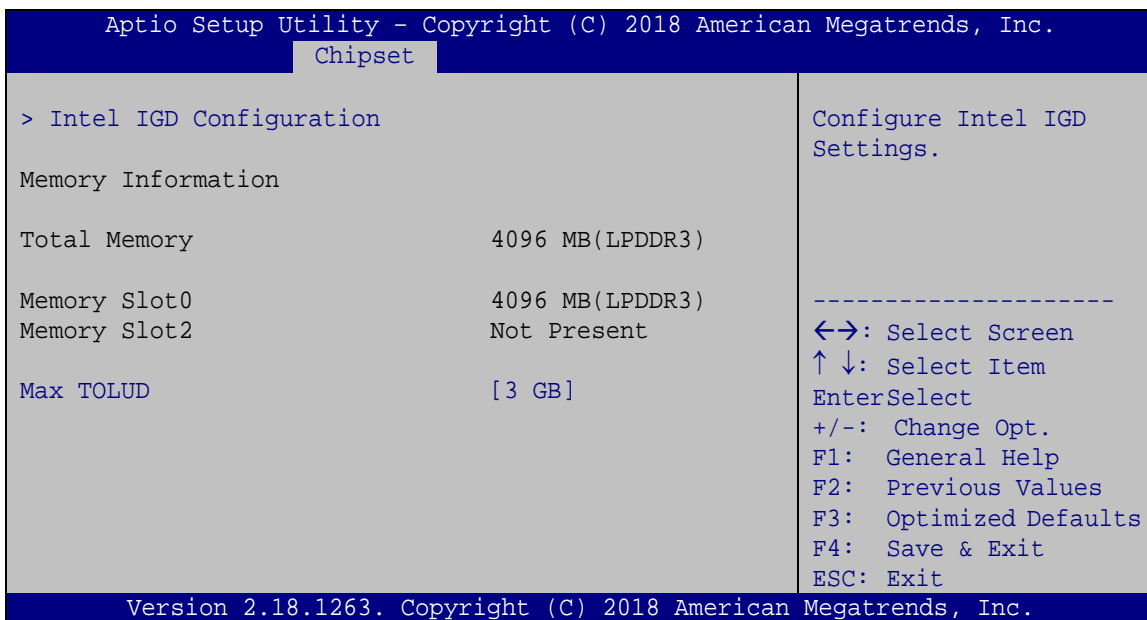 Aptio Setup Utility – Copyright (C) 2018 American Megatrends, Inc.
Chipset
> Intel IGD Configuration
Memory Information
Total Memory 4096 MB(LPDDR3)
Memory Slot0 4096 MB(LPDDR3)
Memory Slot2 Not Present
Max TOLUD [3 GB]
Configure Intel IGD
Settings.
---------------------
←→: Select Screen
↑ ↓: Select Item
EnterSelect
+/-: Change Opt.
F1: General Help
F2: Previous Values
F3: Optimized Defaults
F4: Save & Exit
ESC: Exit
Version 2.18.1263. Copyright (C) 2018 American Megatrends, Inc.